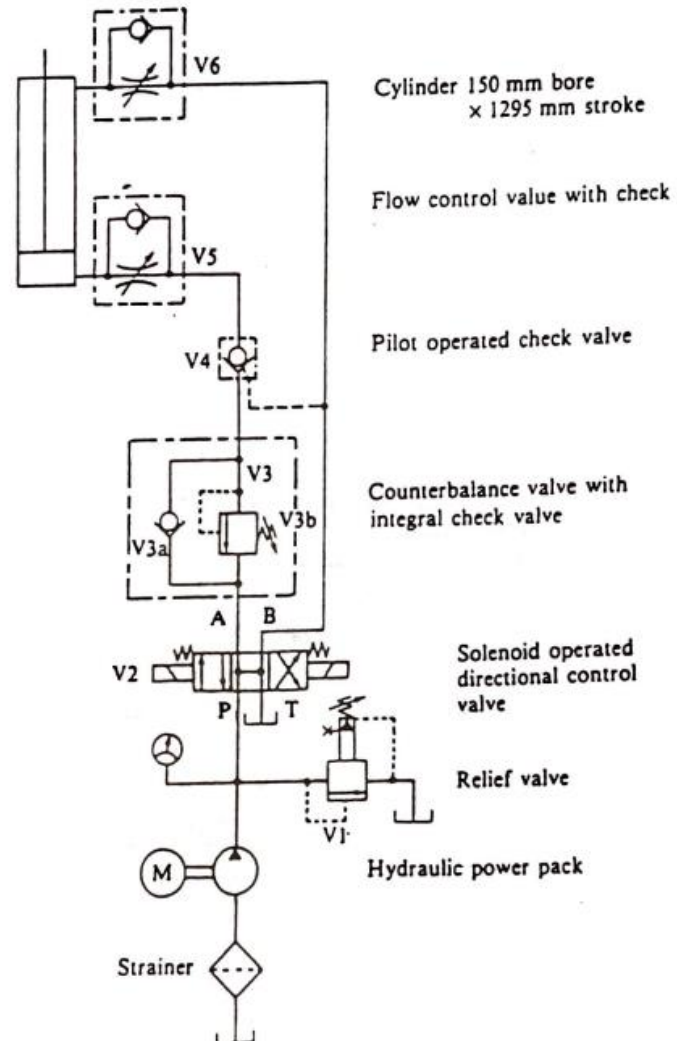 V6
Cylinder 150 mm bore
× 1295 mm stroke
Flow control value with check
V5
V4
Pilot operated check valve
V3
V3b
V3a
Counterbalance valve with
integral check valve
A B
V2
P T
Solenoid operated
directional control
valve
Relief valve
V1
M
Hydraulic power pack
Strainer